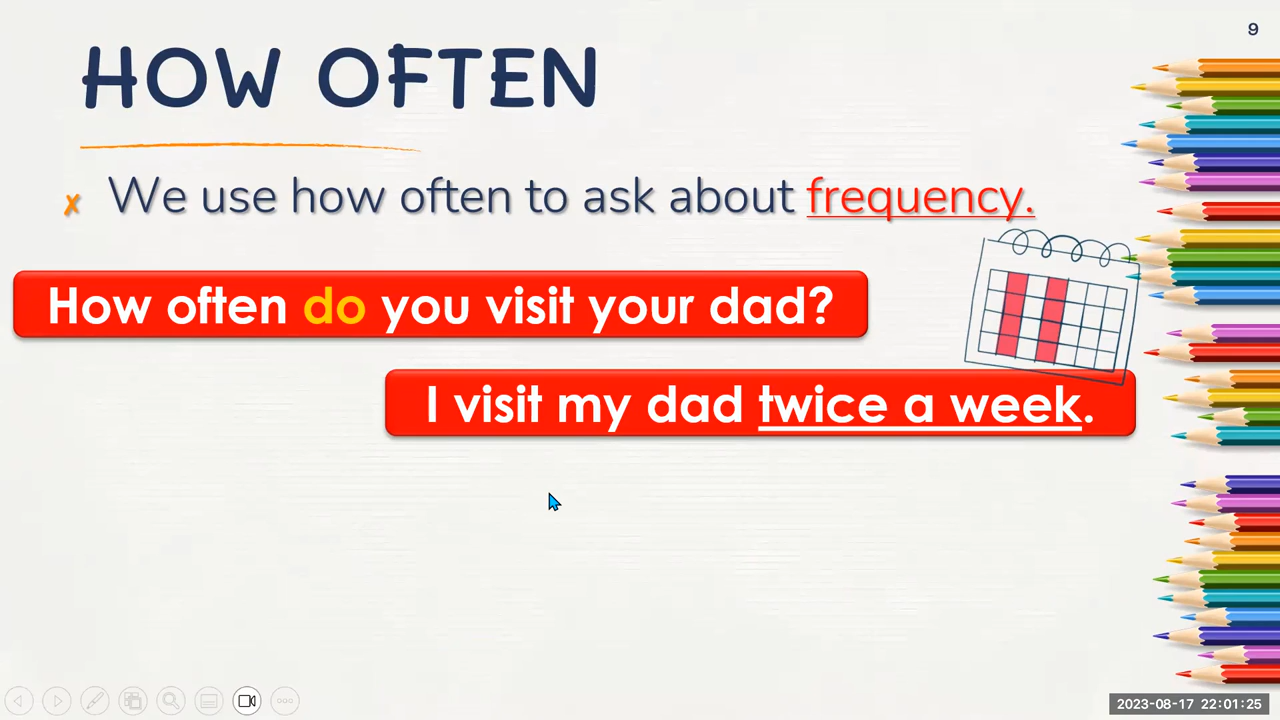 9
HOW OFTEN
x We use how often to ask about frequency.
How often do you visit your dad?
I visit my dad twice a week.
2023-08-17 22:01:25